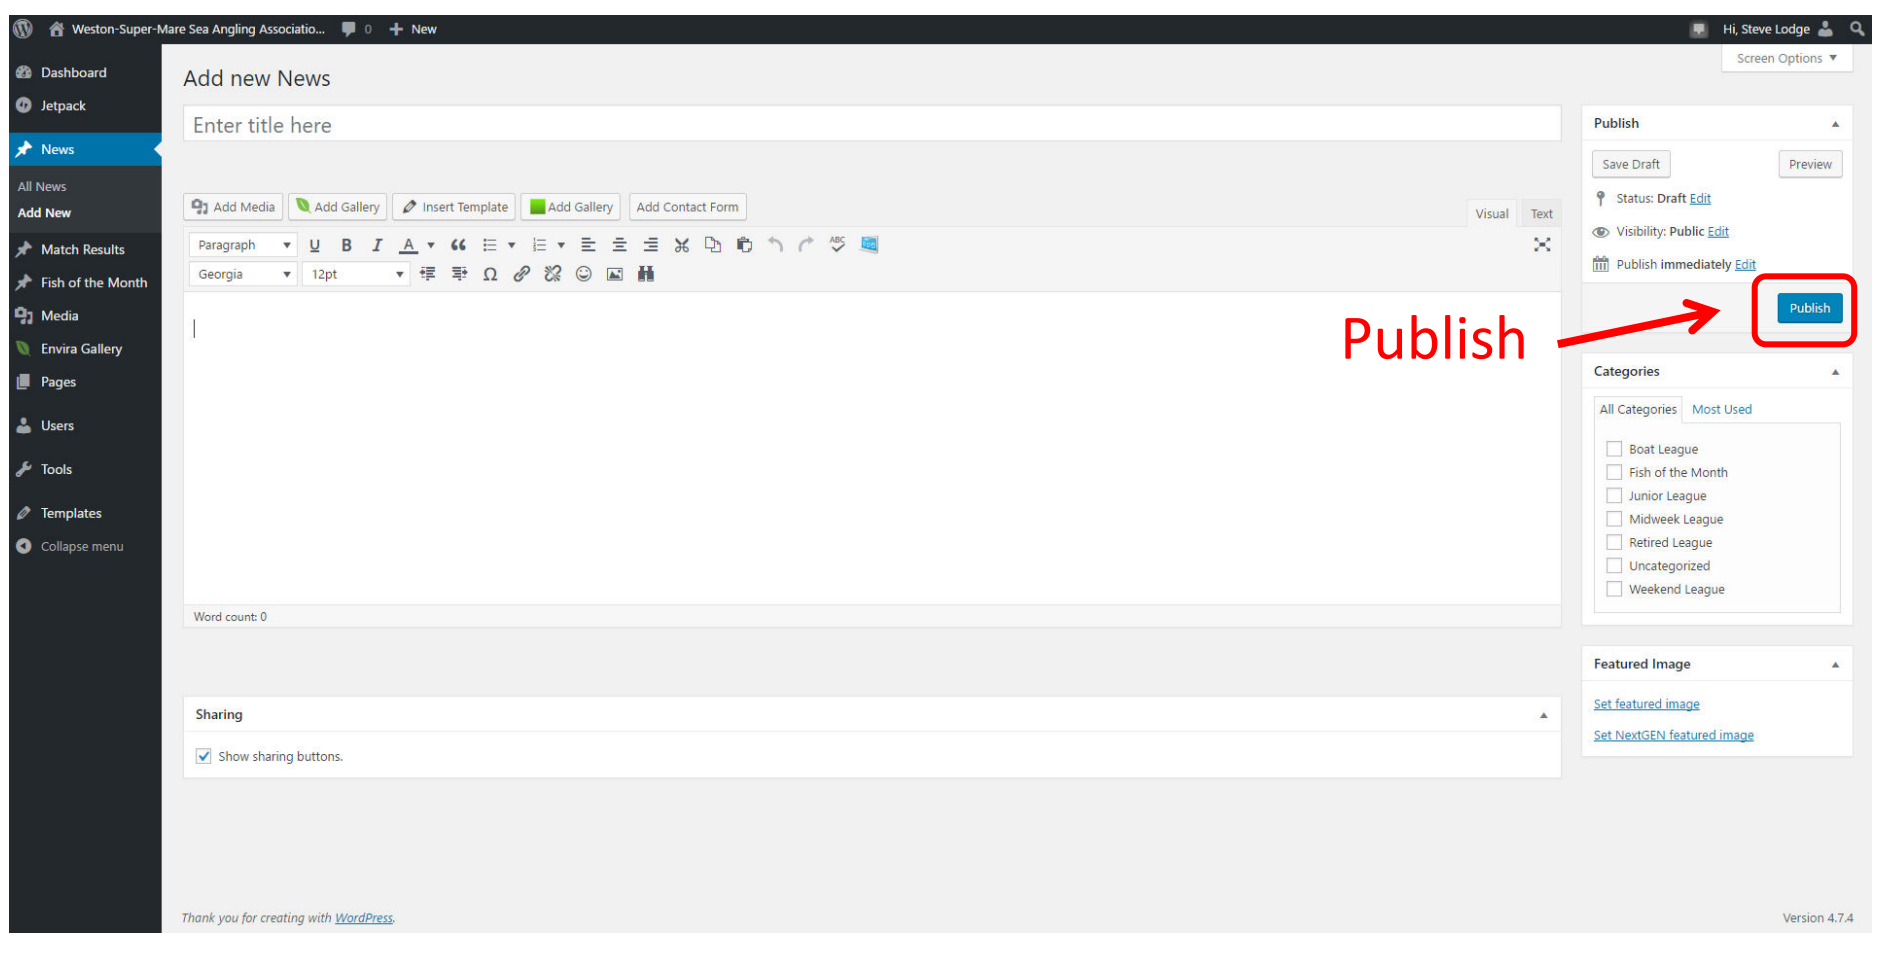 Weston-Super-Mare Sea Angling Associatio... 0 New Hi, Steve Lodge
Screen Options
Dashboard
Jetpack
News
All News
Add New
Match Results
Fish of the Month
Media
Envira Gallery
Pages
Users
Tools
Templates
Collapse menu
Add new News
Enter title here
Add Media Add Gallery Insert Template Add Gallery Add Contact Form
Visual Text
Paragraph U B I A ABC
Georgia 12pt Ω
Word count: 0
Publish
Sharing
Show sharing buttons.
Publish
Save Draft Preview
Status: Draft Edit
Visibility: Public Edit
Publish immediately Edit
Publish
Categories
All Categories Most Used
Boat League
Fish of the Month
Junior League
Midweek League
Retired League
Uncategorized
Weekend League
Featured Image
Set featured image
Set NextGEN featured image
Thank you for creating with WordPress.
Version 4.7.4